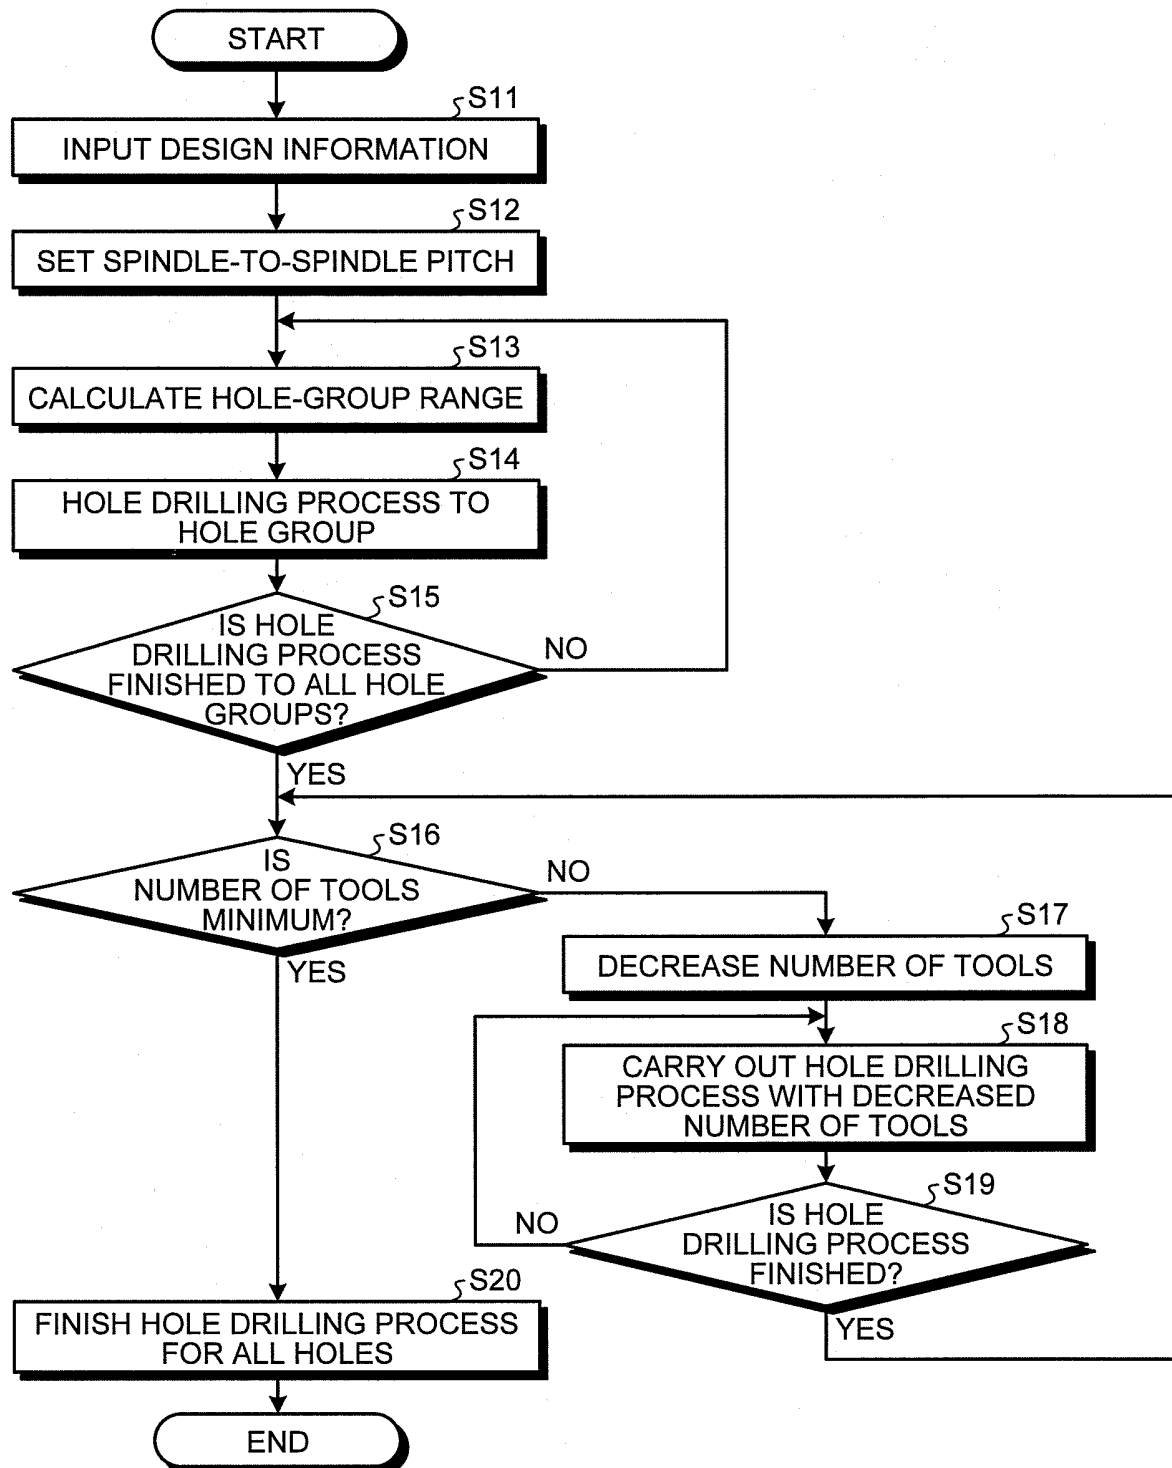 START
S11
INPUT DESIGN INFORMATION
S12
SET SPINDLE-TO-SPINDLE PITCH
S13
CALCULATE HOLE-GROUP RANGE
S14
HOLE DRILLING PROCESS TO
HOLE GROUP
S15
IS HOLE
DRILLING PROCESS
FINISHED TO ALL HOLE
GROUPS?
NO
YES
S16
IS
NUMBER OF TOOLS
MINIMUM?
NO
YES
S17
DECREASE NUMBER OF TOOLS
S18
CARRY OUT HOLE DRILLING
PROCESS WITH DECREASED
NUMBER OF TOOLS
S19
IS HOLE
DRILLING PROCESS
FINISHED?
NO
YES
S20
FINISH HOLE DRILLING PROCESS
FOR ALL HOLES
END